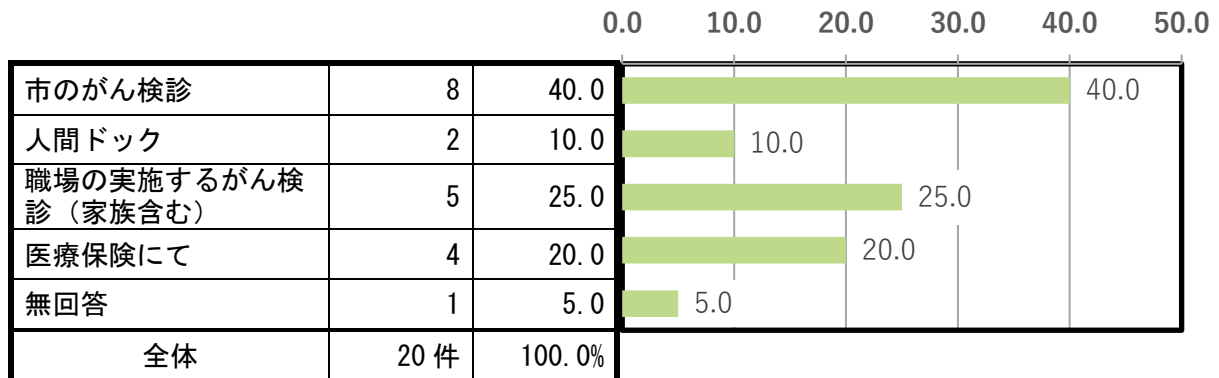 0.0 10.0 20.0 30.0 40.0 50.0
市のがん検診 8 40.0 40.0
人間ドック 2 10.0 10.0
職場の実施するがん検
診（家族含む） 5 25.0 25.0
医療保険にて 4 20.0 20.0
無回答 1 5.0 5.0
全体 20 件 100.0%